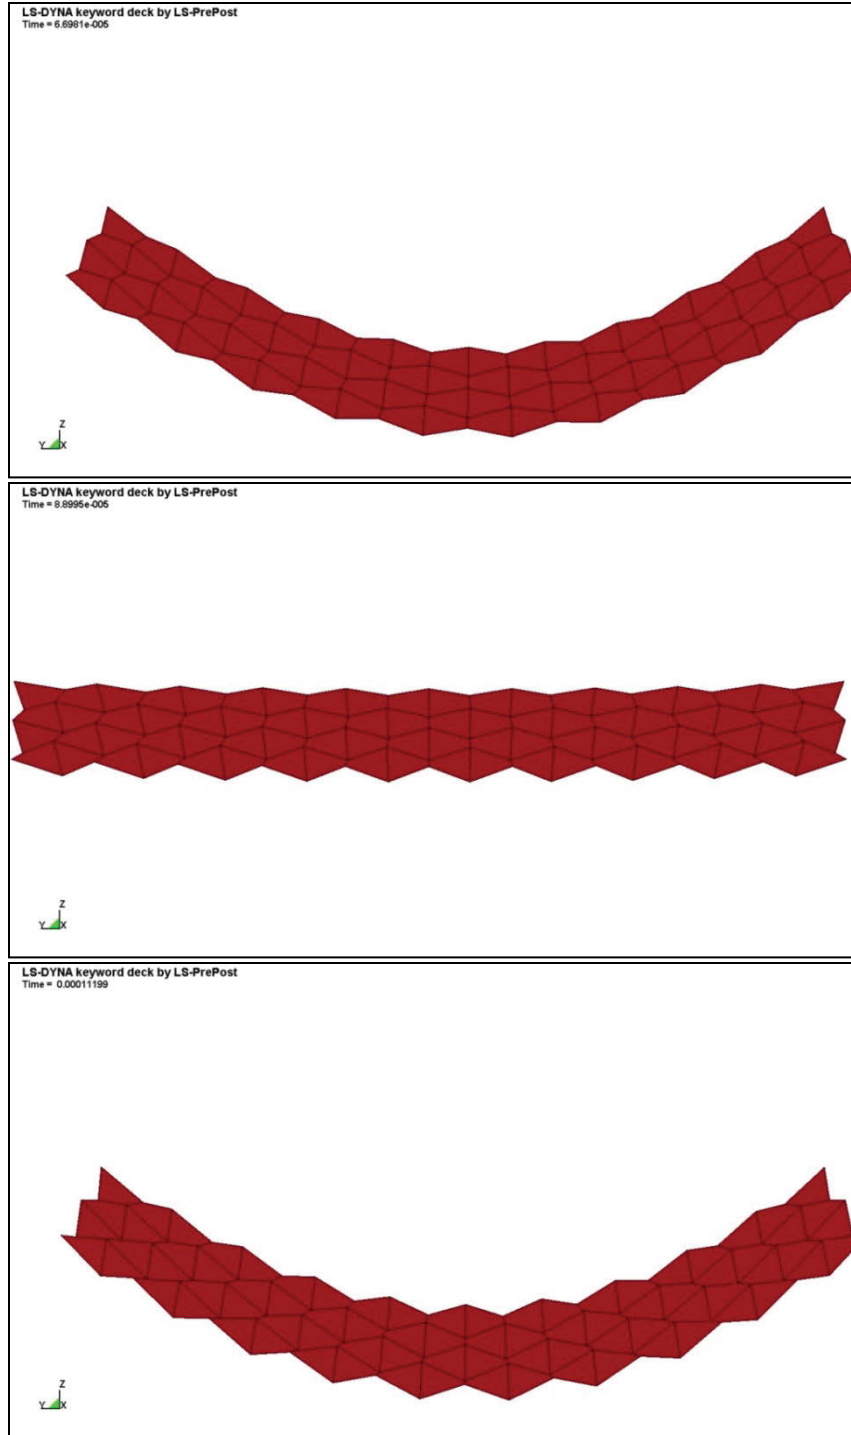 LS-DYNA keyword deck by LS-PrePost
Time = 6.6981e-005
Z
Y X
LS-DYNA keyword deck by LS-PrePost
Time = 8.8995e-005
Z
Y X
LS-DYNA keyword deck by LS-PrePost
Time = 0.00011199
Z
Y X